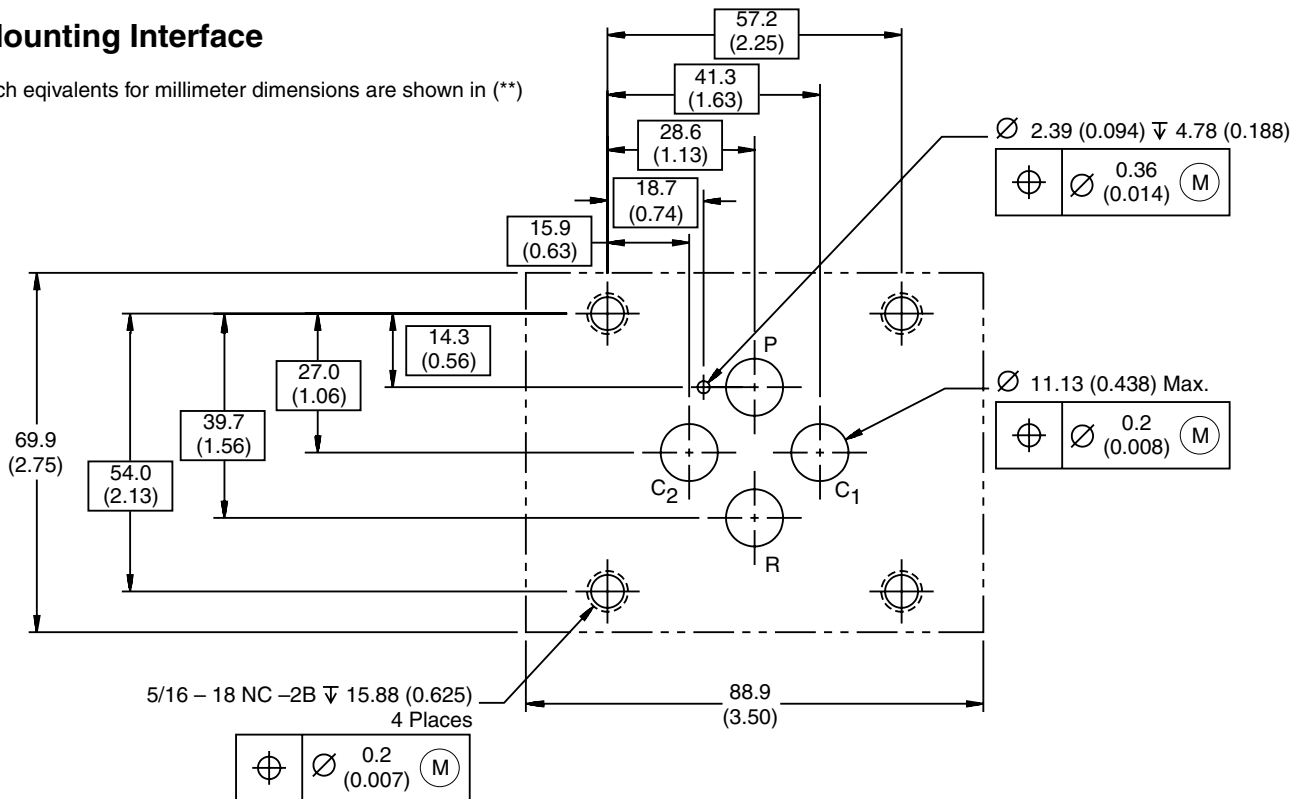 ounting Interface
ch eqivalents for millimeter dimensions are shown in (**)
57.2
(2.25)
41.3
(1.63)
28.6
(1.13)
18.7
(0.74)
15.9
(0.63)
Ø 2.39 (0.094) ↧ 4.78 (0.188)
⌖ Ø 0.36
(0.014) Ⓜ
14.3
(0.56)
27.0
(1.06)
39.7
(1.56)
54.0
(2.13)
69.9
(2.75)
P
C2
C1
R
Ø 11.13 (0.438) Max.
⌖ Ø 0.2
(0.008) Ⓜ
5/16 – 18 NC –2B ↧ 15.88 (0.625)
4 Places
⌖ Ø 0.2
(0.007) Ⓜ
88.9
(3.50)